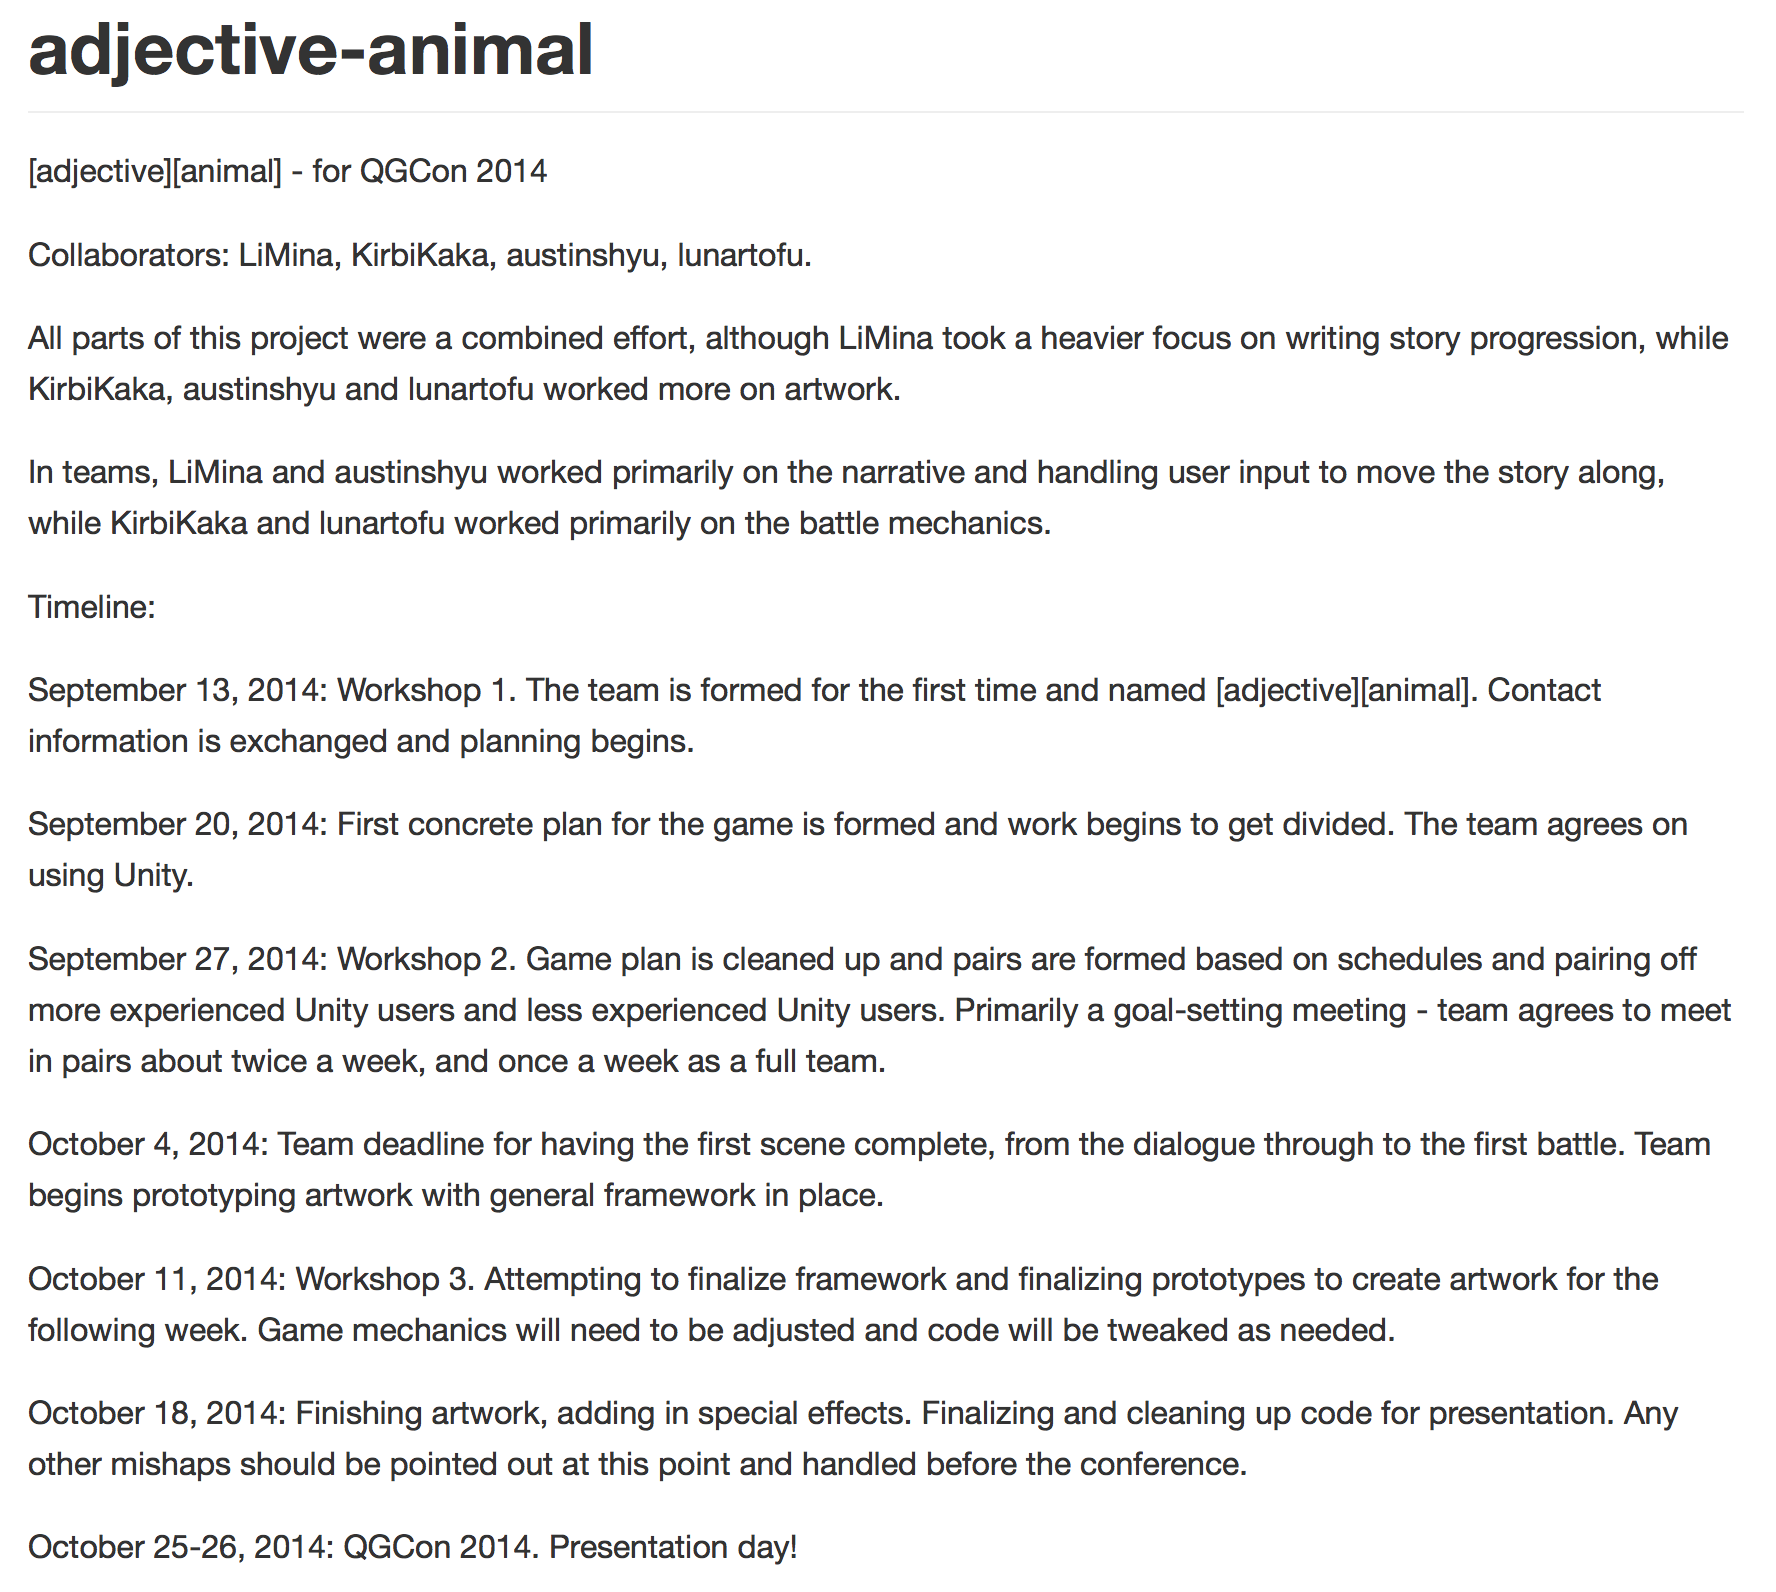 adjective-animal
[adjective][animal] - for QGCon 2014
Collaborators: LiMina, KirbiKaka, austinshyu, lunartofu.
All parts of this project were a combined effort, although LiMina took a heavier focus on writing story progression, while
KirbiKaka, austinshyu and lunartofu worked more on artwork.
In teams, LiMina and austinshyu worked primarily on the narrative and handling user input to move the story along,
while KirbiKaka and lunartofu worked primarily on the battle mechanics.
Timeline:
September 13, 2014: Workshop 1. The team is formed for the first time and named [adjective][animal]. Contact
information is exchanged and planning begins.
September 20, 2014: First concrete plan for the game is formed and work begins to get divided. The team agrees on
using Unity.
September 27, 2014: Workshop 2. Game plan is cleaned up and pairs are formed based on schedules and pairing off
more experienced Unity users and less experienced Unity users. Primarily a goal-setting meeting - team agrees to meet
in pairs about twice a week, and once a week as a full team.
October 4, 2014: Team deadline for having the first scene complete, from the dialogue through to the first battle. Team
begins prototyping artwork with general framework in place.
October 11, 2014: Workshop 3. Attempting to finalize framework and finalizing prototypes to create artwork for the
following week. Game mechanics will need to be adjusted and code will be tweaked as needed.
October 18, 2014: Finishing artwork, adding in special effects. Finalizing and cleaning up code for presentation. Any
other mishaps should be pointed out at this point and handled before the conference.
October 25-26, 2014: QGCon 2014. Presentation day!